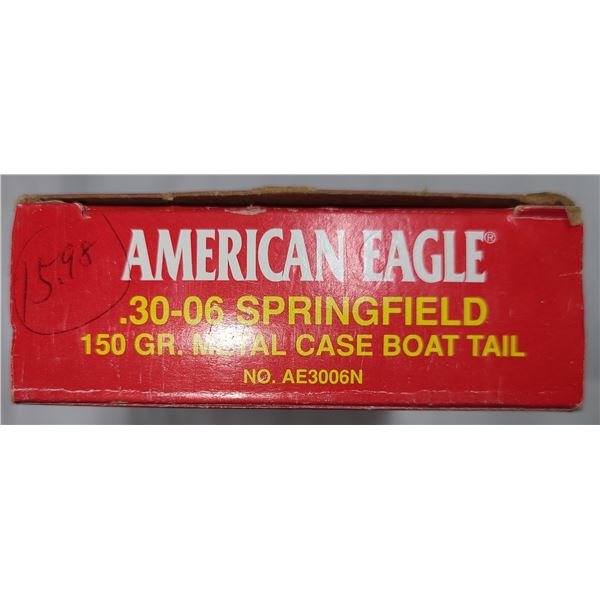 15.98
AMERICAN EAGLE®
.30-06 SPRINGFIELD
150 GR. METAL CASE BOAT TAIL
NO. AE3006N